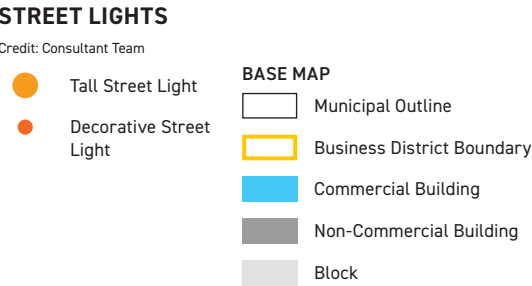 STREET LIGHTS
Credit: Consultant Team
Tall Street Light
Decorative Street
Light
BASE MAP
Municipal Outline
Business District Boundary
Commercial Building
Non-Commercial Building
Block